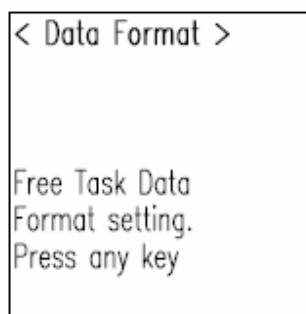 < Data Format >
Free Task Data
Format setting.
Press any key